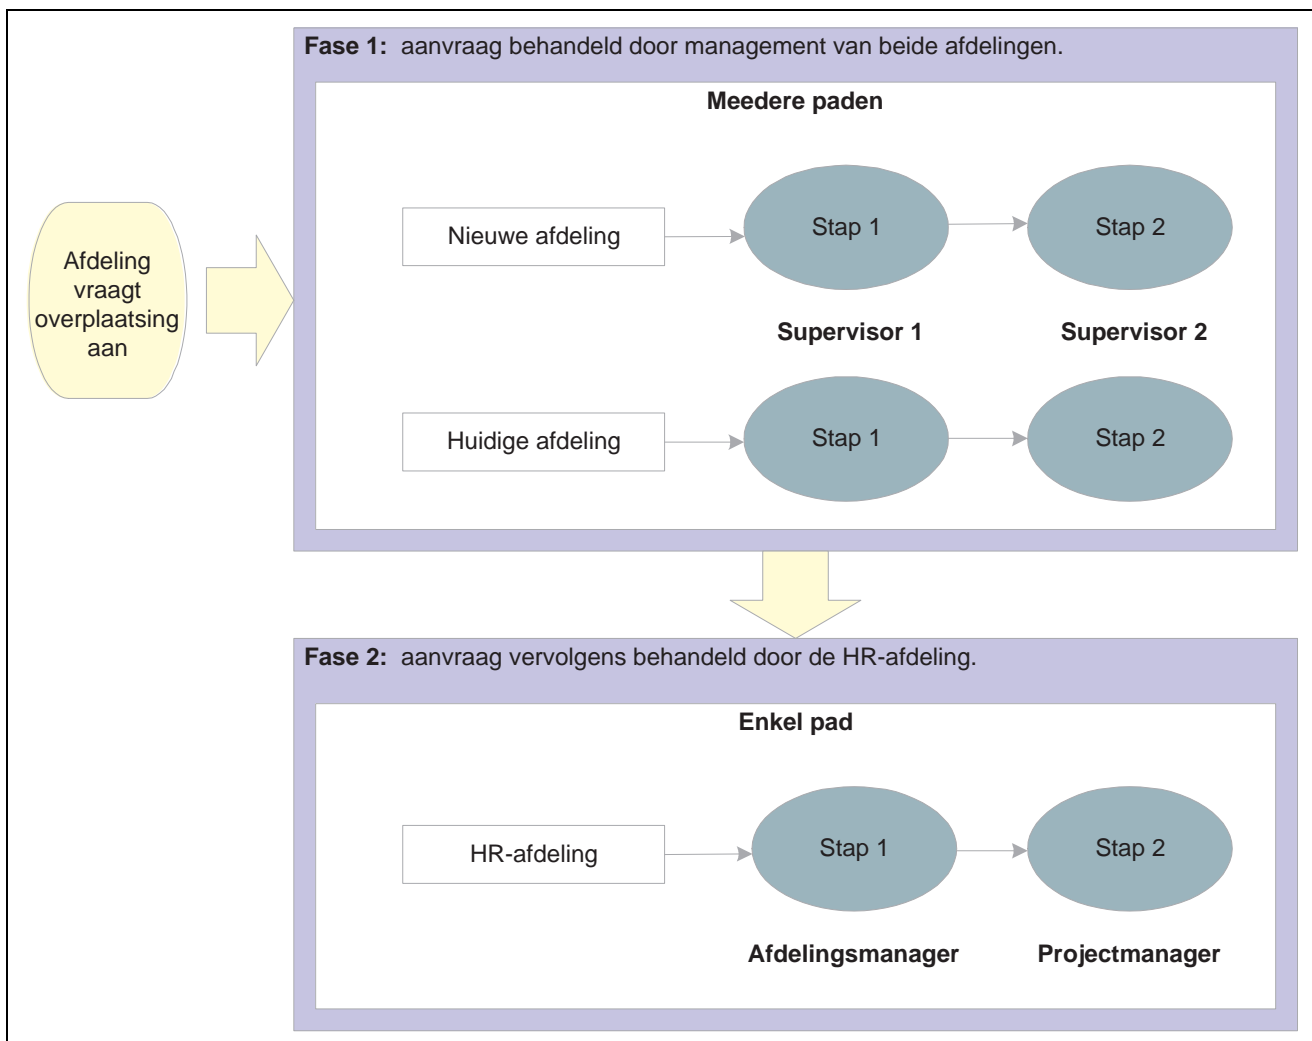 Fase 1: aanvraag behandeld door management van beide afdelingen.
Meedere paden
Afdeling
vraagt
overplaatsing
aan
Nieuwe afdeling
Stap 1
Stap 2
Supervisor 1
Supervisor 2
Huidige afdeling
Stap 1
Stap 2
Fase 2: aanvraag vervolgens behandeld door de HR-afdeling.
Enkel pad
HR-afdeling
Stap 1
Stap 2
Afdelingsmanager
Projectmanager